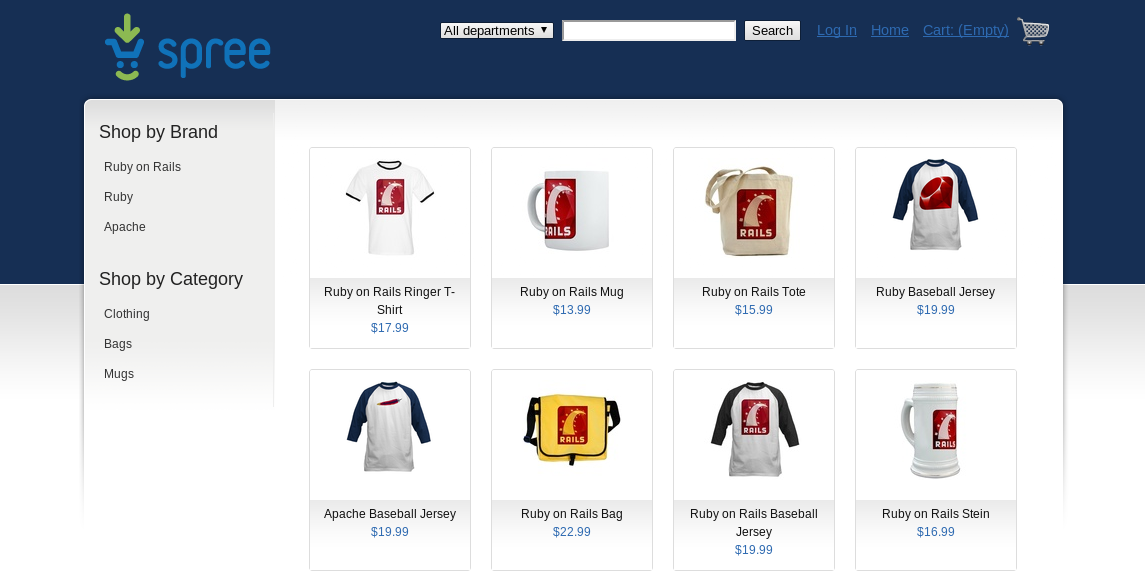 spree
All departments
Search
Log In
Home
Cart: (Empty)
Shop by Brand
Ruby on Rails
Ruby
Apache
Shop by Category
Clothing
Bags
Mugs
RAILS
Ruby on Rails Ringer T-
Shirt
$17.99
RAILS
Ruby on Rails Mug
$13.99
RAILS
Ruby on Rails Tote
$15.99
Ruby Baseball Jersey
$19.99
Apache Baseball Jersey
$19.99
RAILS
Ruby on Rails Bag
$22.99
RAILS
Ruby on Rails Baseball
Jersey
$19.99
RAILS
Ruby on Rails Stein
$16.99